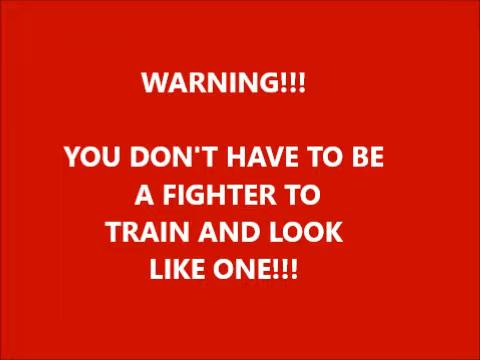 WARNING!!!
YOU DON'T HAVE TO BE
A FIGHTER TO
TRAIN AND LOOK
LIKE ONE!!!